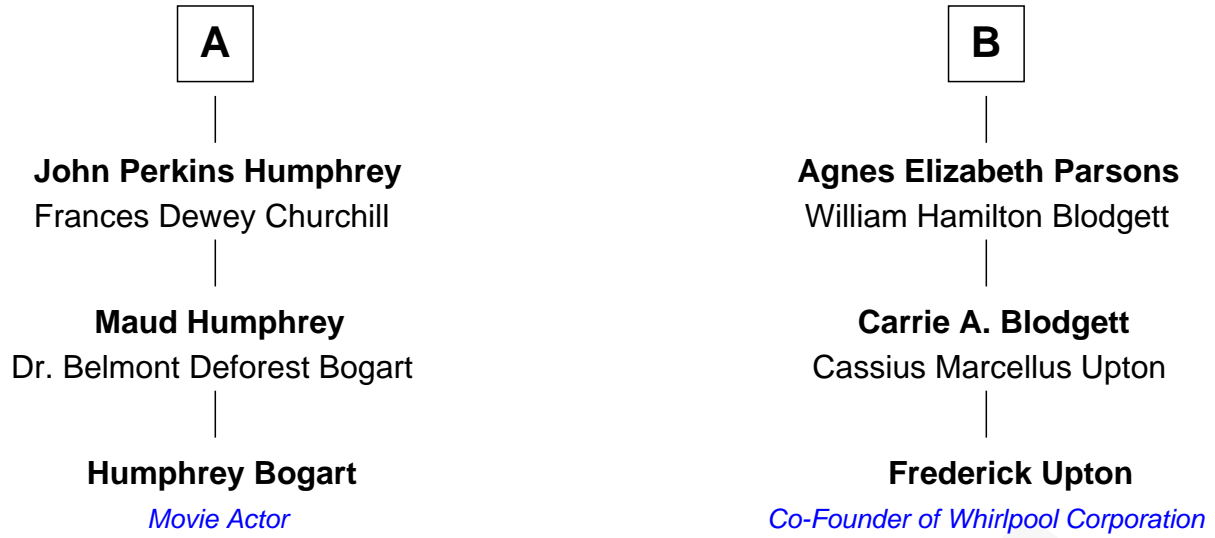 A
John Perkins Humphrey
Frances Dewey Churchill
Maud Humphrey
Dr. Belmont Deforest Bogart
Humphrey Bogart
Movie Actor
B
Agnes Elizabeth Parsons
William Hamilton Blodgett
Carrie A. Blodgett
Cassius Marcellus Upton
Frederick Upton
Co-Founder of Whirlpool Corporation